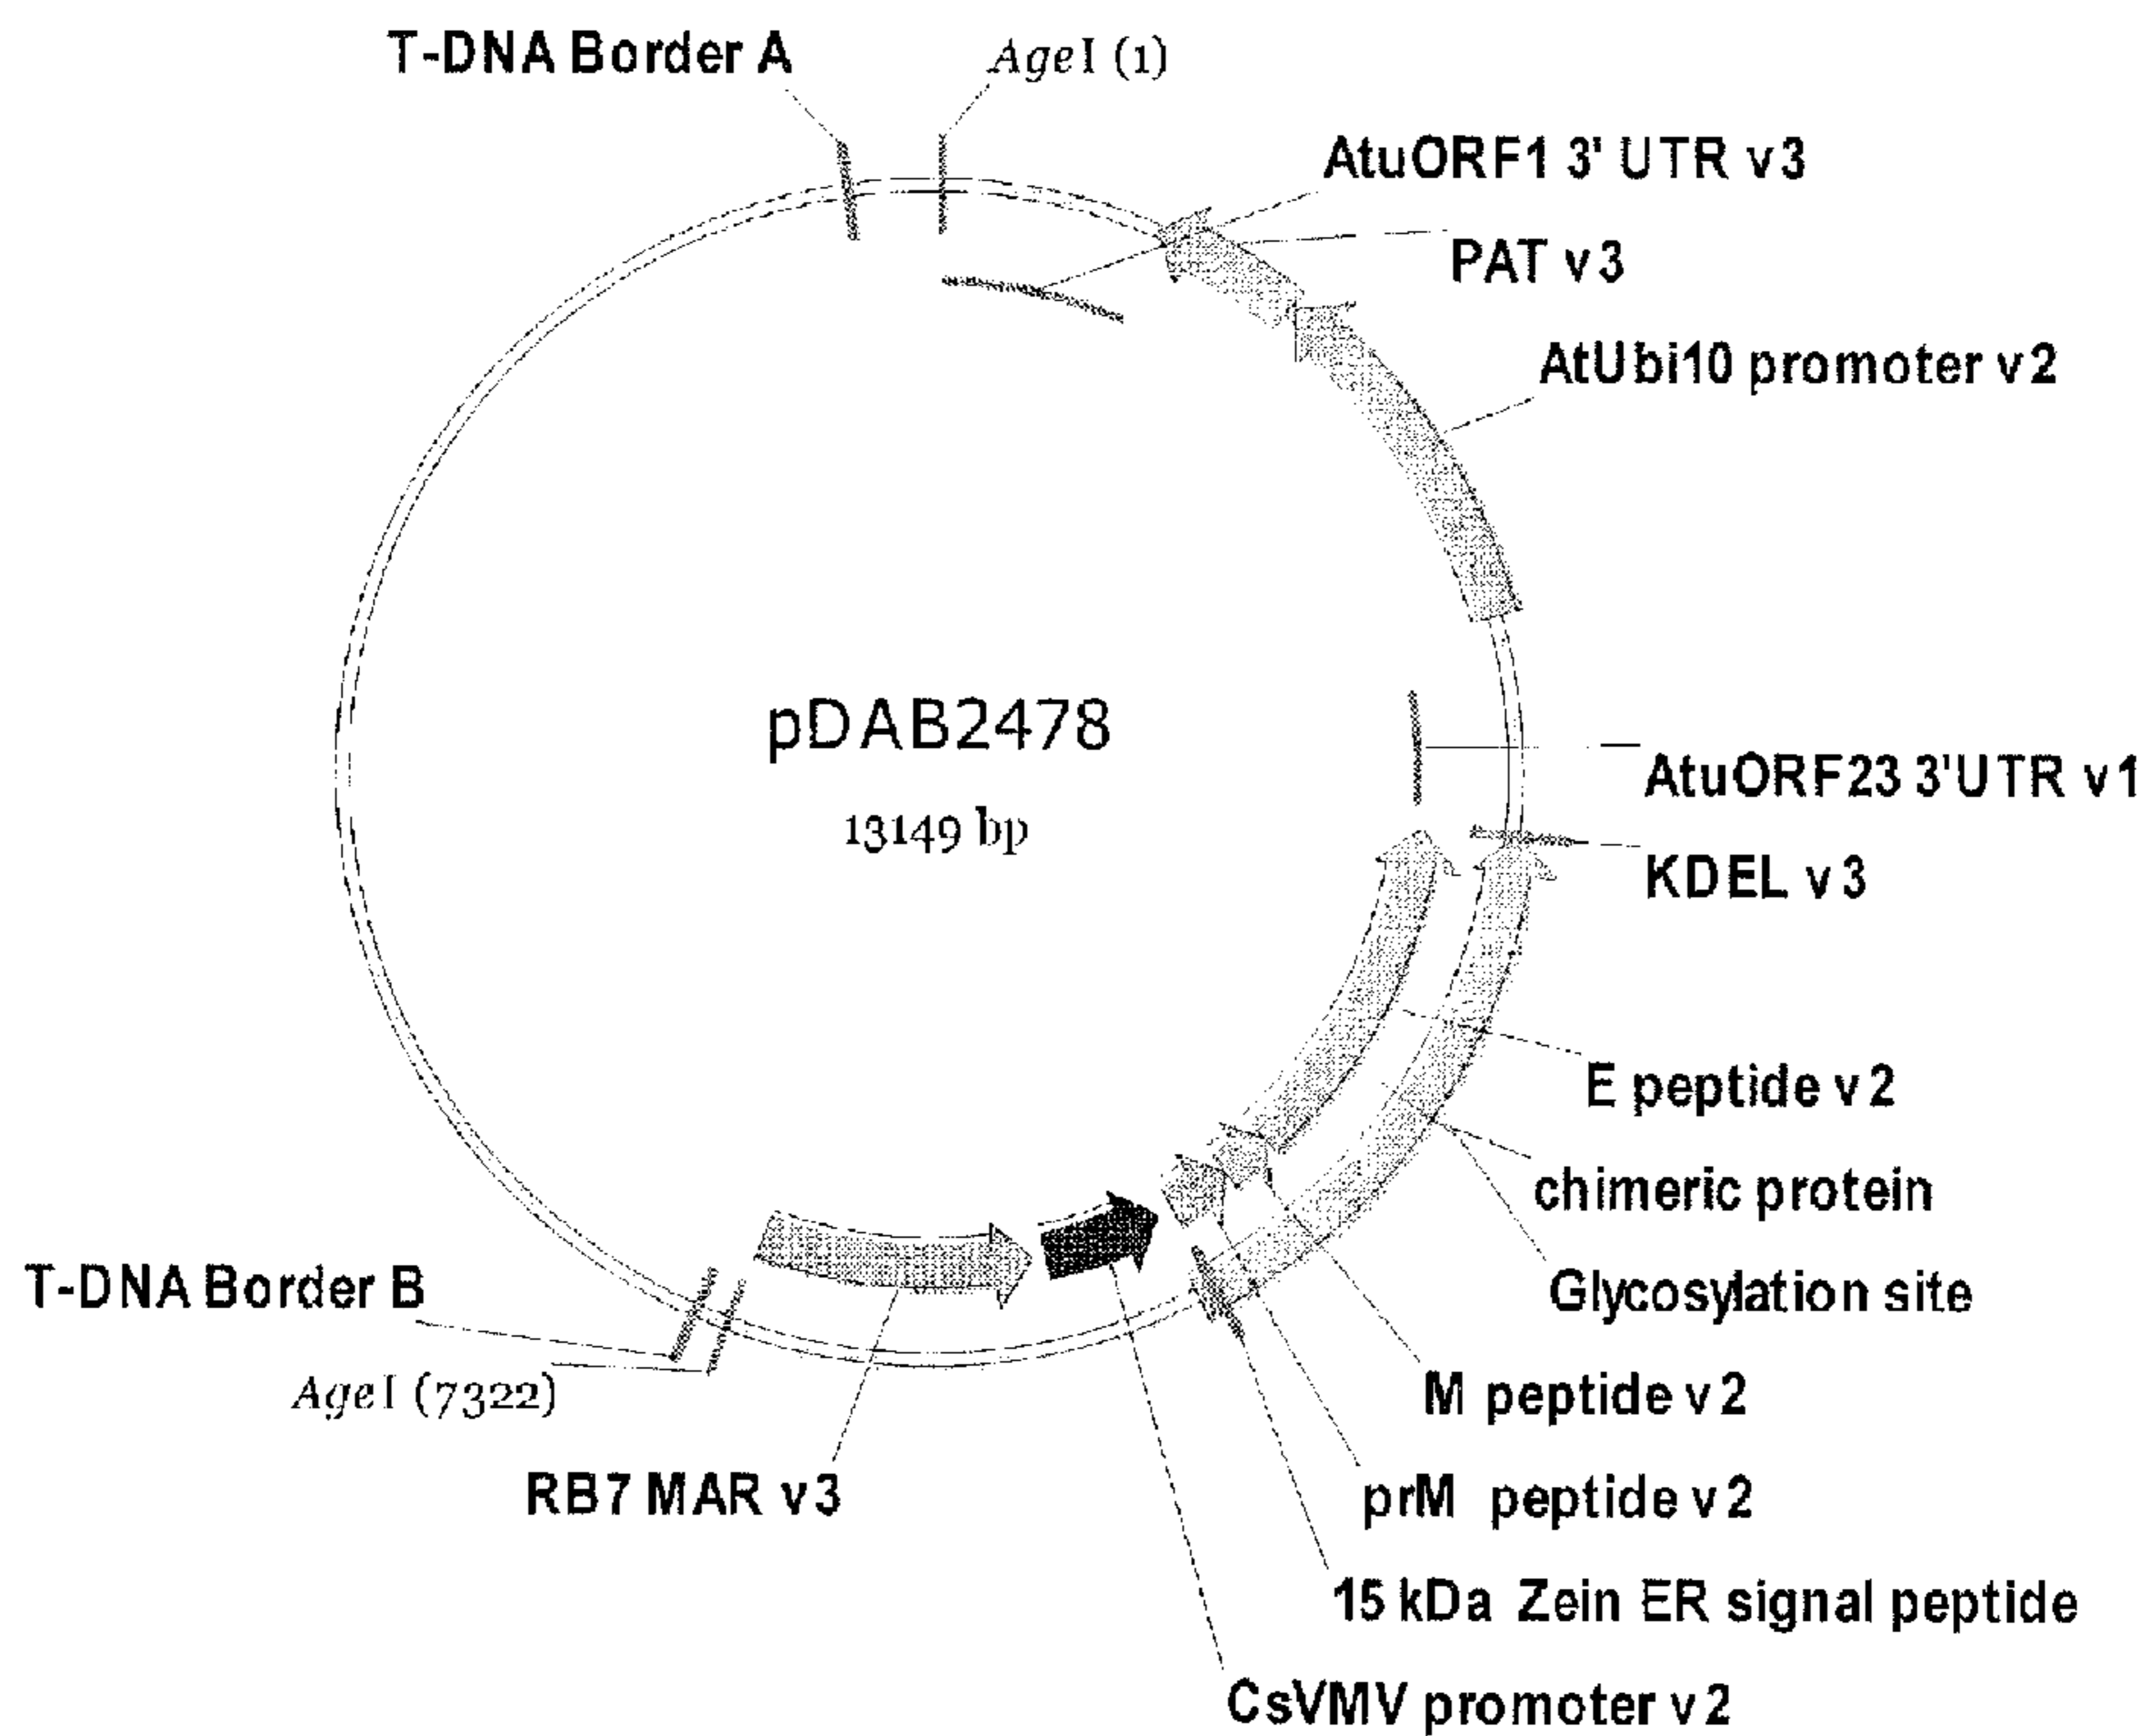 T-DNA Border A
AgeI (1)
AtuORF1 3' UTR v3
PAT v3
AtUbi10 promoter v2
pDAB2478
13149 bp
AtuORF23 3'UTR v1
KDEL v3
E peptide v2
chimeric protein
Glycosylation site
T-DNA Border B
AgeI (7322)
M peptide v2
RB7 MAR v3
prM peptide v2
15 kDa Zein ER signal peptide
CsVMV promoter v2